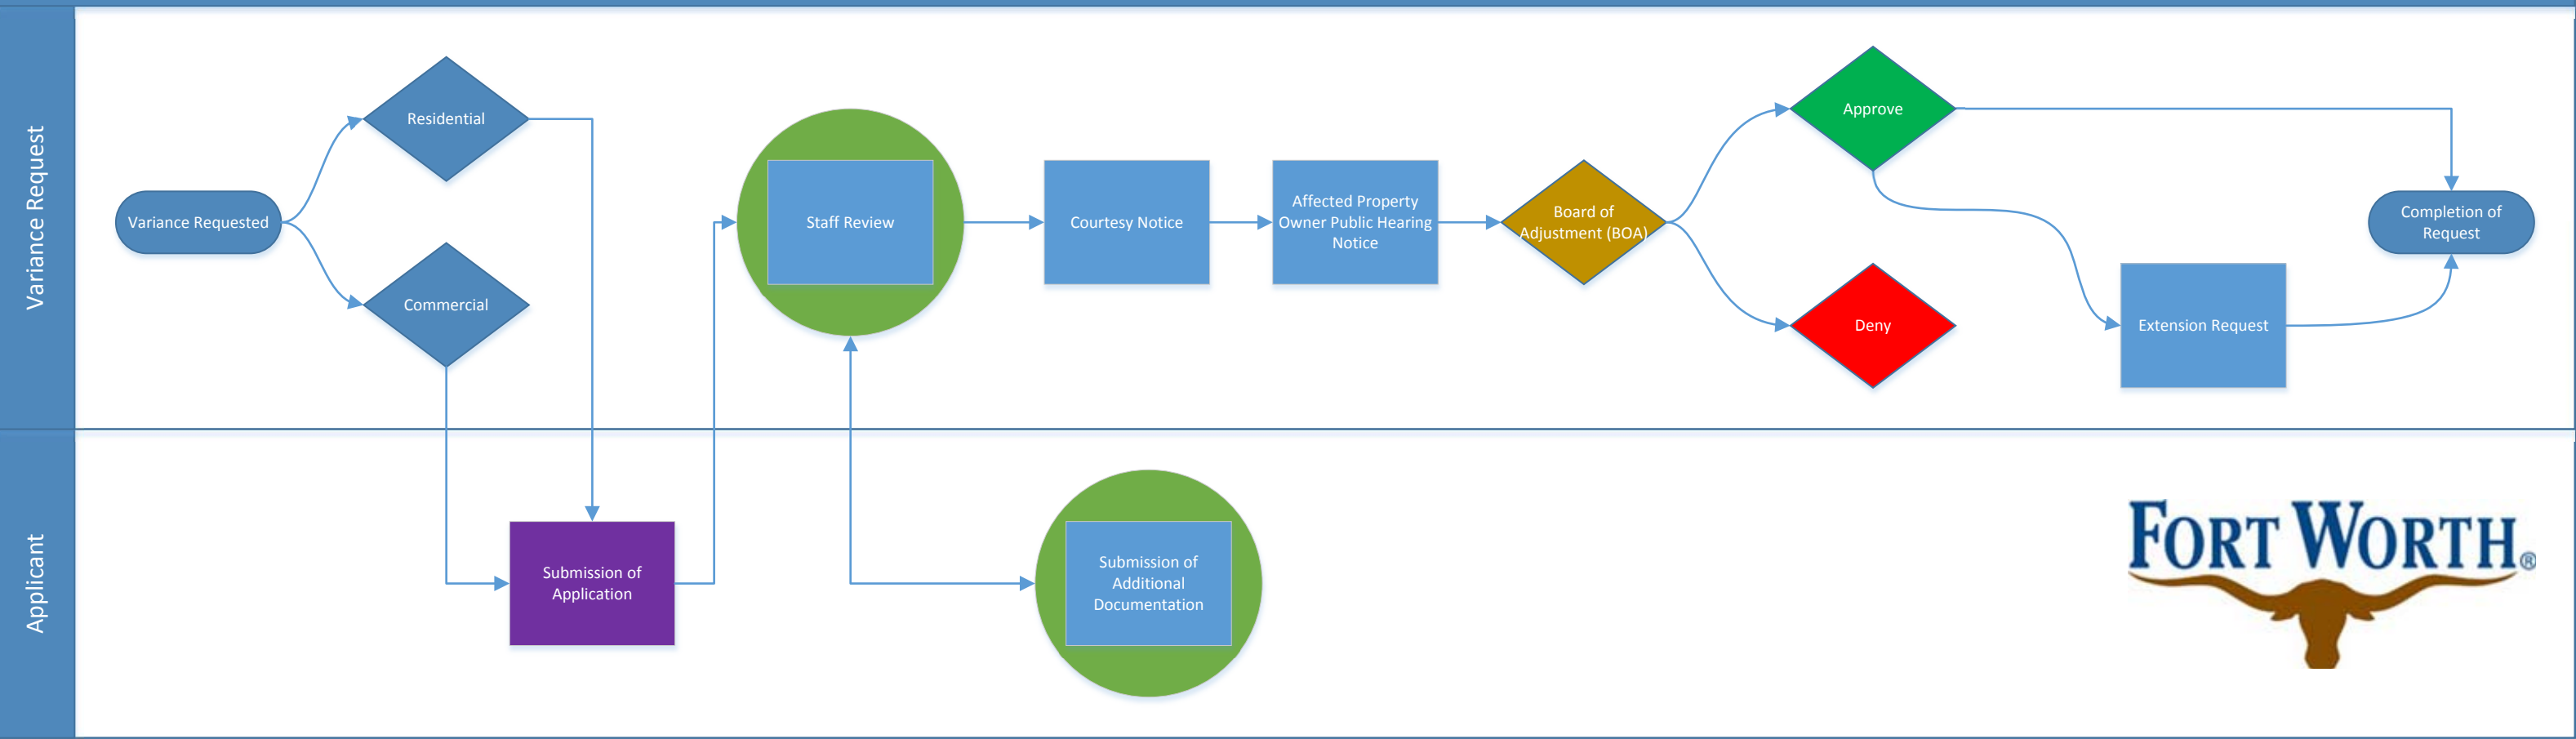 Variance Request
Variance Requested
Residential
Commercial
Staff Review
Courtesy Notice
Affected Property
Owner Public Hearing
Notice
Board of
Adjustment (BOA)
Approve
Deny
Extension Request
Completion of
Request
Applicant
Submission of
Application
Submission of
Additional
Documentation
FORT WORTH®